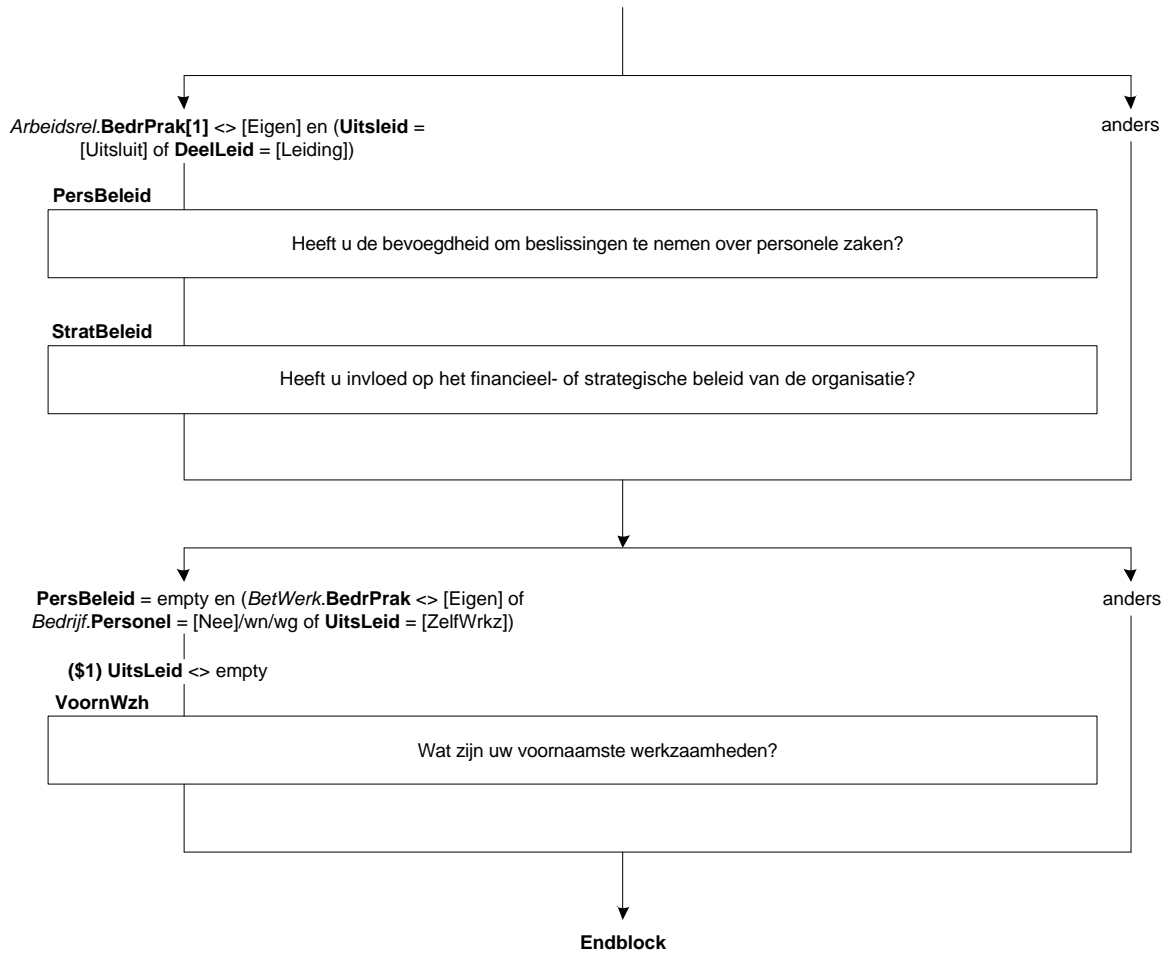 Arbeidsrel.BedrPrak[1] <> [Eigen] en (Uitsleid =
[Uitsluit] of DeelLeid = [Leiding])
anders
PersBeleid
Heeft u de bevoegdheid om beslissingen te nemen over personele zaken?
StratBeleid
Heeft u invloed op het financieel- of strategische beleid van de organisatie?
PersBeleid = empty en (BetWerk.BedrPrak <> [Eigen] of
Bedrijf.Personel = [Nee]/wn/wg of UitsLeid = [ZelfWrkz])
anders
($1) UitsLeid <> empty
VoornWzh
Wat zijn uw voornaamste werkzaamheden?
Endblock